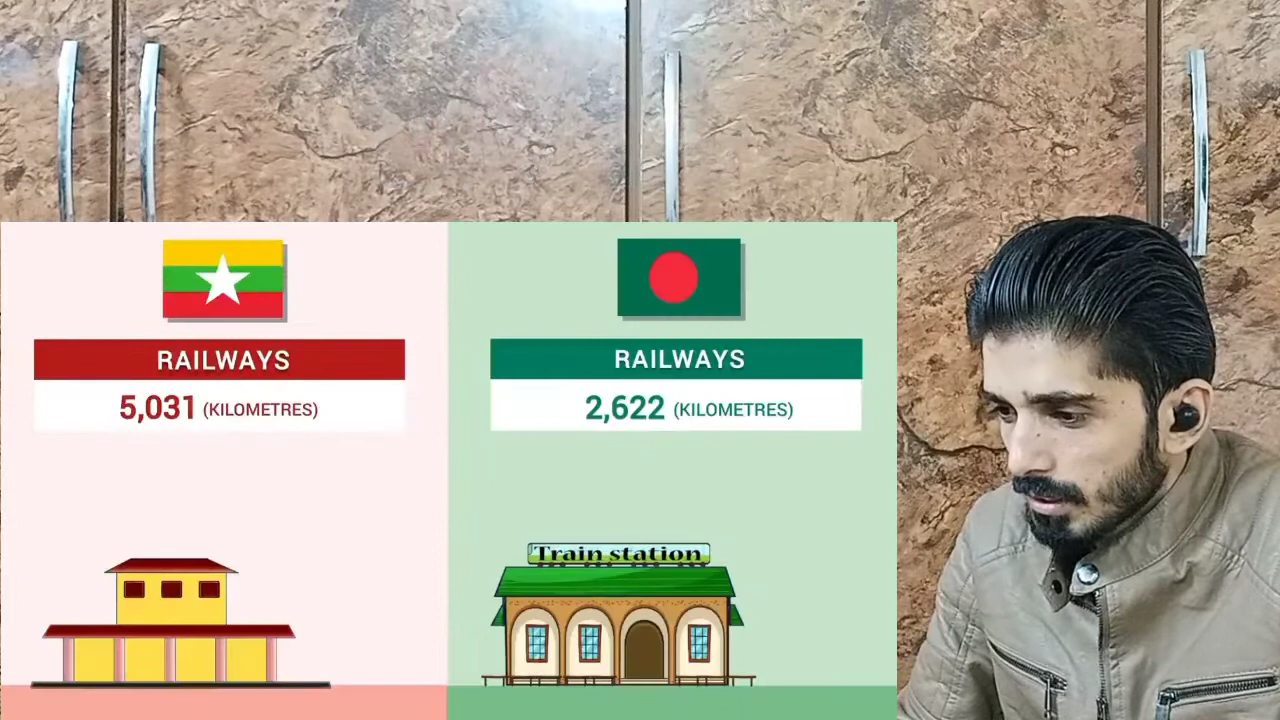 RAILWAYS
5,031 (KILOMETRES)
RAILWAYS
2,622 (KILOMETRES)
Train station